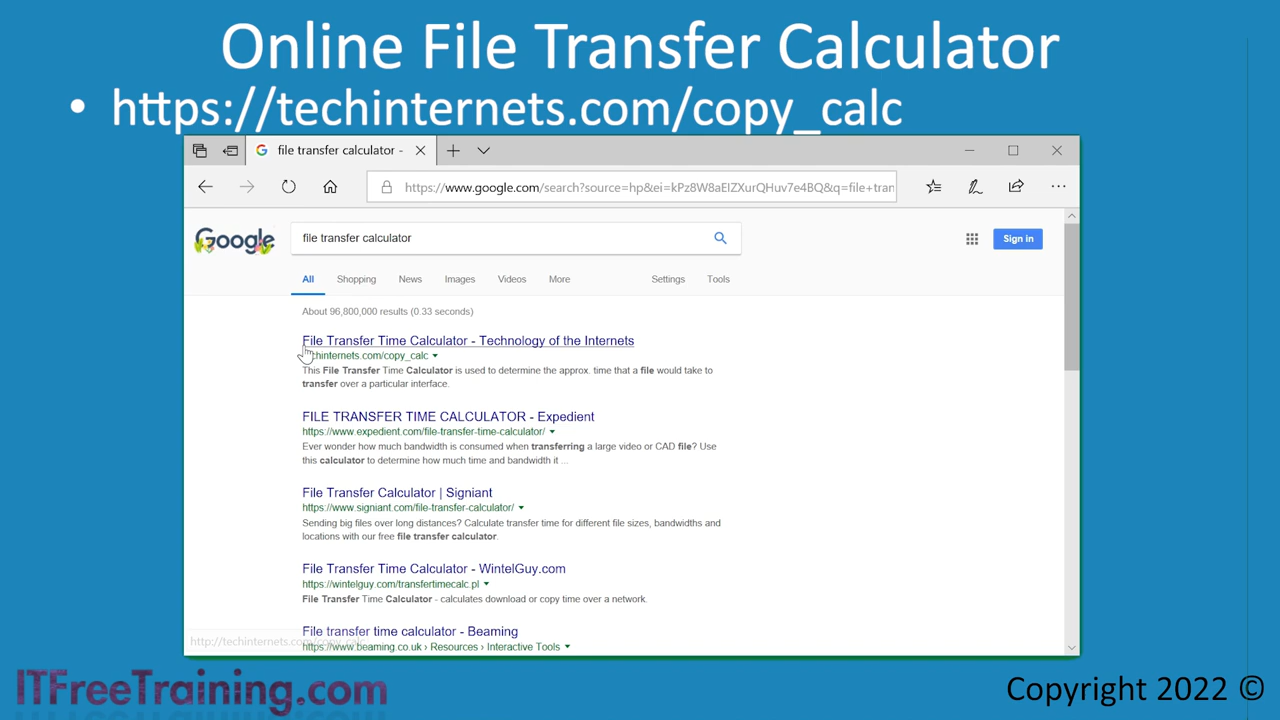 Online File Transfer Calculator
• https://techinternets.com/copy_calc
file transfer calculator -
https://www.google.com/search?source=hp&ei=kPz8W8aEIZXurQHuv7e4BQ&q=file+tran
Google
file transfer calculator
Sign in
All Shopping News Images Videos More Settings Tools
About 96,800,000 results (0.33 seconds)
File Transfer Time Calculator - Technology of the Internets
techinternets.com/copy_calc
This File Transfer Time Calculator is used to determine the approx. time that a file would take to
transfer over a particular interface.
FILE TRANSFER TIME CALCULATOR - Expedient
https://www.expedient.com/file-transfer-time-calculator/
Ever wonder how much bandwidth is consumed when transferring a large video or CAD file? Use
this calculator to determine how much time and bandwidth it ...
File Transfer Calculator | Signiant
https://www.signiant.com/file-transfer-calculator/
Sending big files over long distances? Calculate transfer time for different file sizes, bandwidths and
locations with our free file transfer calculator.
File Transfer Time Calculator - WintelGuy.com
https://wintelguy.com/transfertimecalc.pl
File Transfer Time Calculator - calculates download or copy time over a network.
File transfer time calculator - Beaming
http://techinternets.com/copy_calc
https://www.beaming.co.uk › Resources › Interactive Tools
ITFreeTraining.com
Copyright 2022 ©